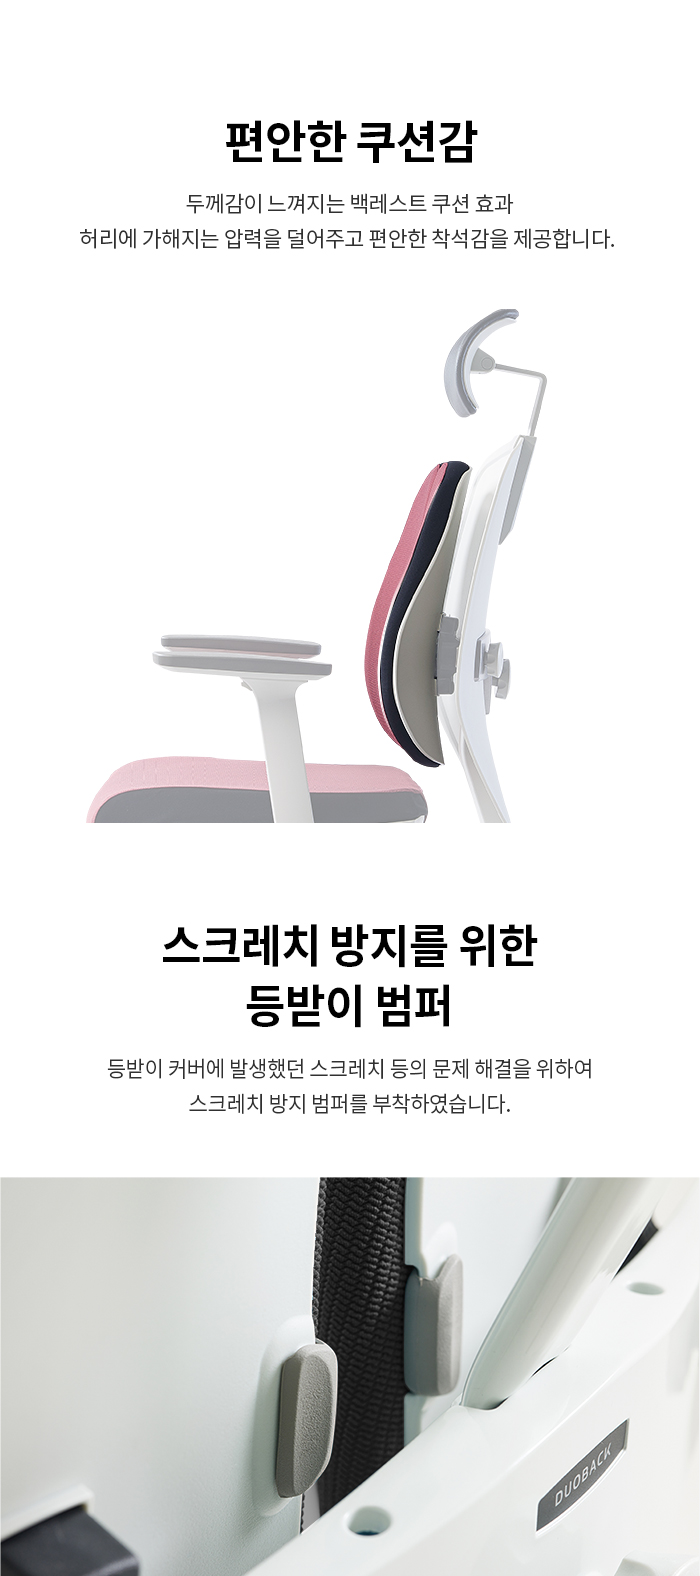 편안한 쿠션감
두께감이 느껴지는 백레스트 쿠션 효과
허리에 가해지는 압력을 덜어주고 편안한 착석감을 제공합니다.
스크레치 방지를 위한
등받이 범퍼
등받이 커버에 발생했던 스크레치 등의 문제 해결을 위하여
스크레치 방지 범퍼를 부착하였습니다.
DUOBACK